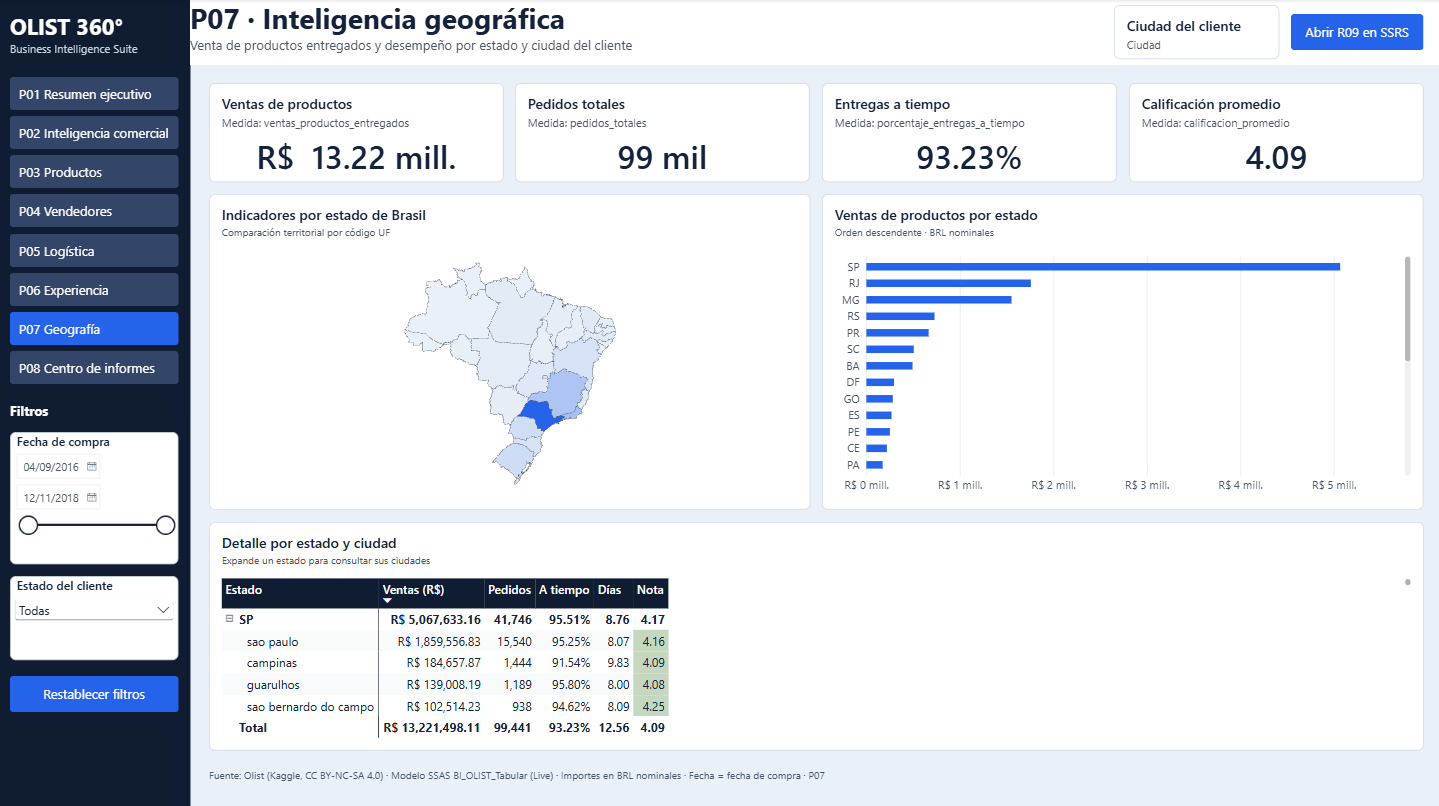 OLIST 360°
Business Intelligence Suite
P01 Resumen ejecutivo
P02 Inteligencia comercial
P03 Productos
P04 Vendedores
P05 Logística
P06 Experiencia
P07 Geografía
P08 Centro de informes
Filtros
Fecha de compra
04/09/2016
12/11/2018
Estado del cliente
Todas
Restablecer filtros
P07 · Inteligencia geográfica
Venta de productos entregados y desempeño por estado y ciudad del cliente
Ciudad del cliente
Ciudad
Abrir R09 en SSRS
Ventas de productos
Medida: ventas_productos_entregados
R$ 13.22 mill.
Pedidos totales
Medida: pedidos_totales
99 mil
Entregas a tiempo
Medida: porcentaje_entregas_a_tiempo
93.23%
Calificación promedio
Medida: calificacion_promedio
4.09
Indicadores por estado de Brasil
Comparación territorial por código UF
Ventas de productos por estado
Orden descendente · BRL nominales
SP
RJ
MG
RS
PR
SC
BA
DF
GO
ES
PE
CE
PA
R$ 0 mill. R$ 1 mill. R$ 2 mill. R$ 3 mill. R$ 4 mill. R$ 5 mill.
Detalle por estado y ciudad
Expande un estado para consultar sus ciudades
Estado Ventas (R$) Pedidos A tiempo Días Nota
SP R$ 5,067,633.16 41,746 95.51% 8.76 4.17
sao paulo R$ 1,859,556.83 15,540 95.25% 8.07 4.16
campinas R$ 184,657.87 1,444 91.54% 9.83 4.09
guarulhos R$ 139,008.19 1,189 95.80% 8.00 4.08
sao bernardo do campo R$ 102,514.23 938 94.62% 8.09 4.25
Total R$ 13,221,498.11 99,441 93.23% 12.56 4.09
Fuente: Olist (Kaggle, CC BY-NC-SA 4.0) · Modelo SSAS BI_OLIST_Tabular (Live) · Importes en BRL nominales · Fecha = fecha de compra · P07